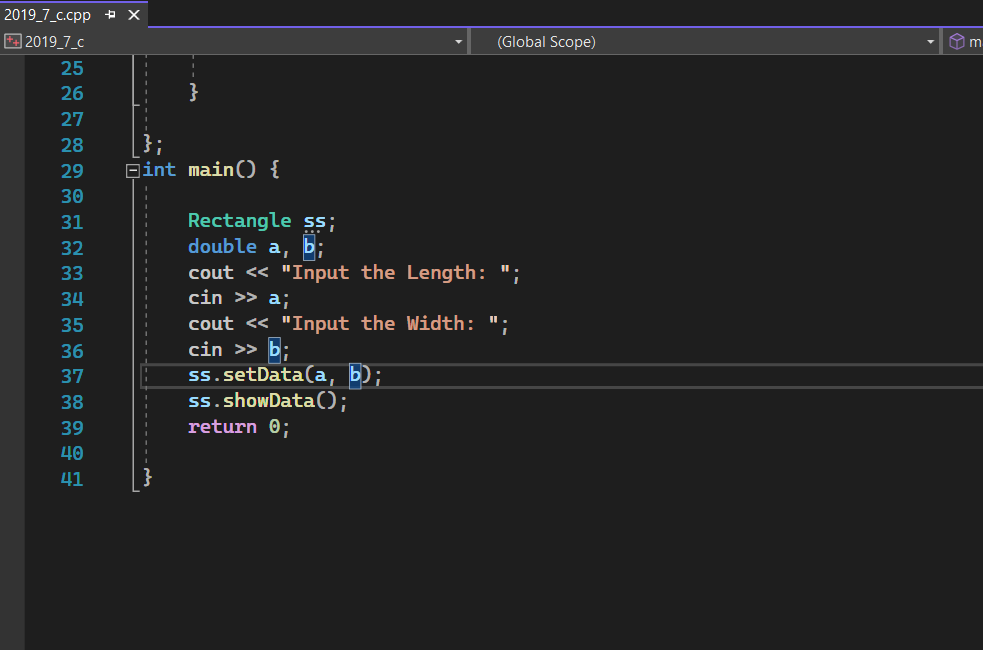 2019_7_c.cpp
2019_7_c (Global Scope)
25
26 }
27
28 };
29 int main() {
30
31 Rectangle ss;
32 double a, b;
33 cout << "Input the Length: ";
34 cin >> a;
35 cout << "Input the Width: ";
36 cin >> b;
37 ss.setData(a, b);
38 ss.showData();
39 return 0;
40
41 }